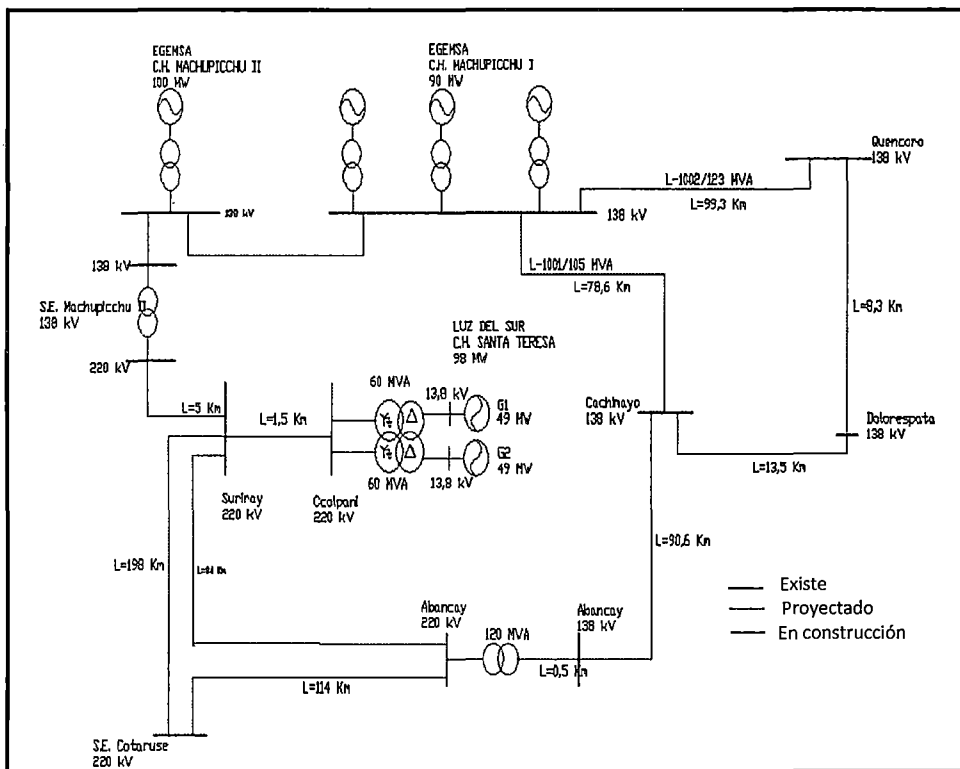 EGEMSA
C.H. MACHUPICCHU II
100 MW
EGEMSA
C.H. MACHUPICCHU I
90 MW
Quencoro
138 kV
L-1002/123 MVA
L=99,3 Km
138 kV
138 kV
L-1001/105 MVA
L=78,6 Km
138 kV
S.E. Machupicchu II
138 kV
220 kV
L=8,3 Km
LUZ DEL SUR
C.H. SANTA TERESA
98 MW
60 MVA
13,8 kV
G1
49 MW
L=5 Km
L=1,5 Km
Cachhayo
138 kV
Dolorespata
138 kV
G2
49 MW
60 MVA
13,8 kV
L=13,5 Km
Suriray
220 kV
Ccolpani
220 kV
L=90,6 Km
L=198 Km
Existe
Proyectado
En construcción
Abancay
220 kV
120 MVA
Abancay
138 kV
L=0,5 Km
L=114 Km
S.E. Cotaruse
220 kV